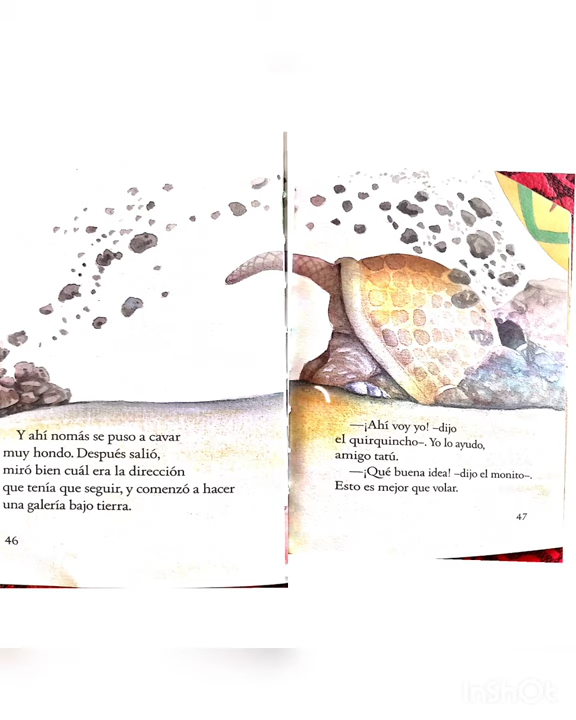 Y ahí nomás se puso a cavar
muy hondo. Después salió,
miró bien cuál era la dirección
que tenía que seguir, y comenzó a hacer
una galería bajo tierra.
46
—¡Ahí voy yo! –dijo
el quirquincho–. Yo lo ayudo,
amigo tatú.
—¡Qué buena idea! –dijo el monito–.
Esto es mejor que volar.
47
InShOt